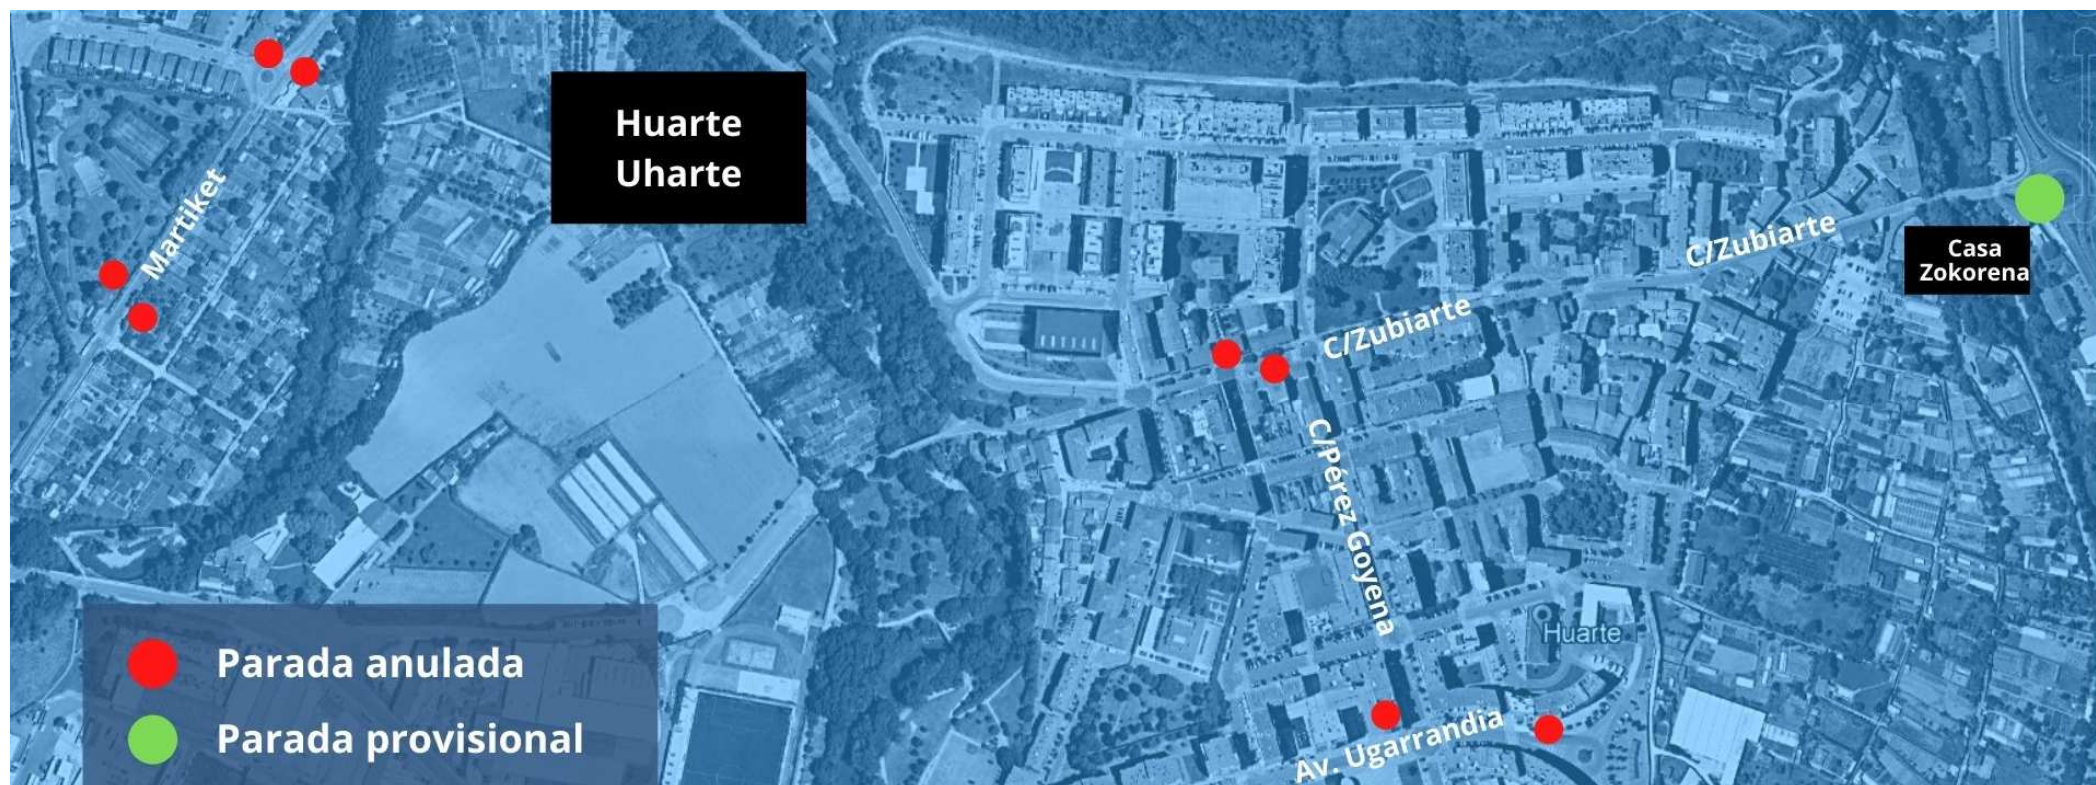 Huarte
Uharte
Martiket
C/Zubiarte
Casa
Zokorena
C/Zubiarte
C/Pérez Goyena
Huarte
Av. Ugarrandia
Parada anulada
Parada provisional